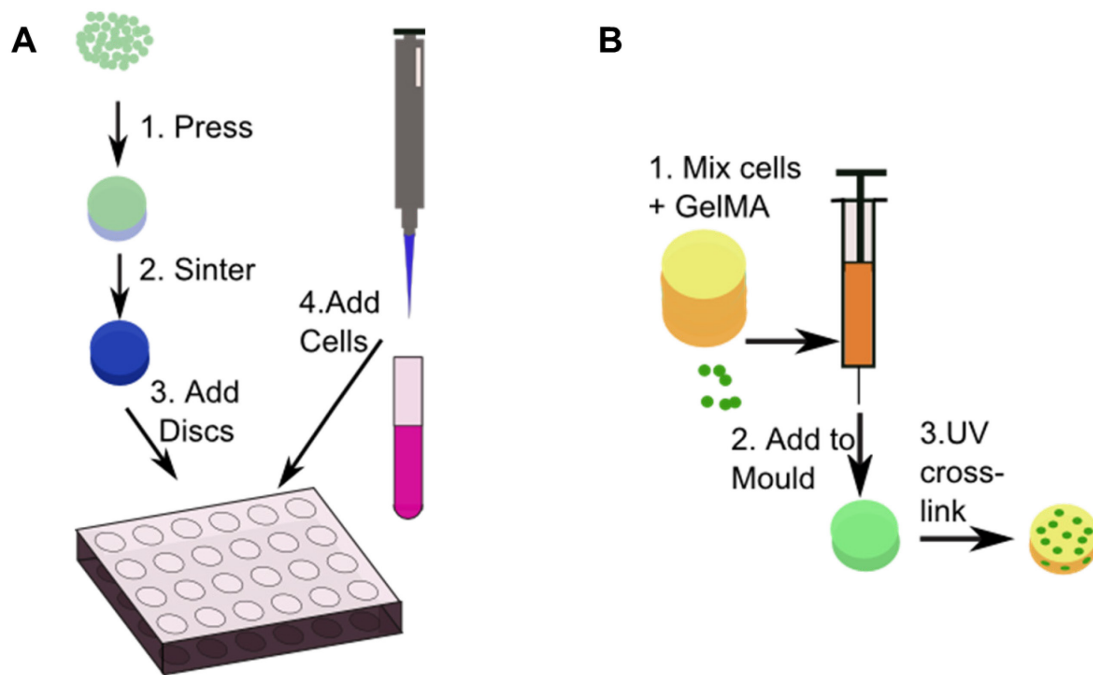 A
1. Press
2. Sinter
3. Add
Discs
4.Add
Cells
B
1. Mix cells
+ GelMA
2. Add to
Mould
3.UV
cross-
link